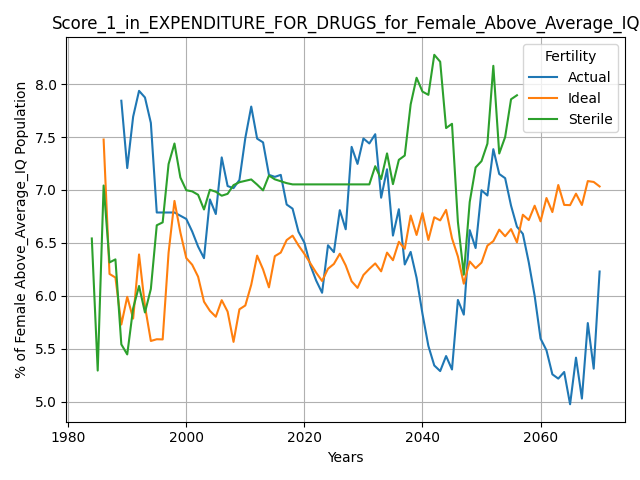 Score_1_in_EXPENDITURE_FOR_DRUGS_for_Female_Above_Average_IQ
% of Female Above_Average_IQ Population
8.0
7.5
7.0
6.5
6.0
5.5
5.0
Fertility
Actual
Ideal
Sterile
1980 2000 2020 2040 2060
Years